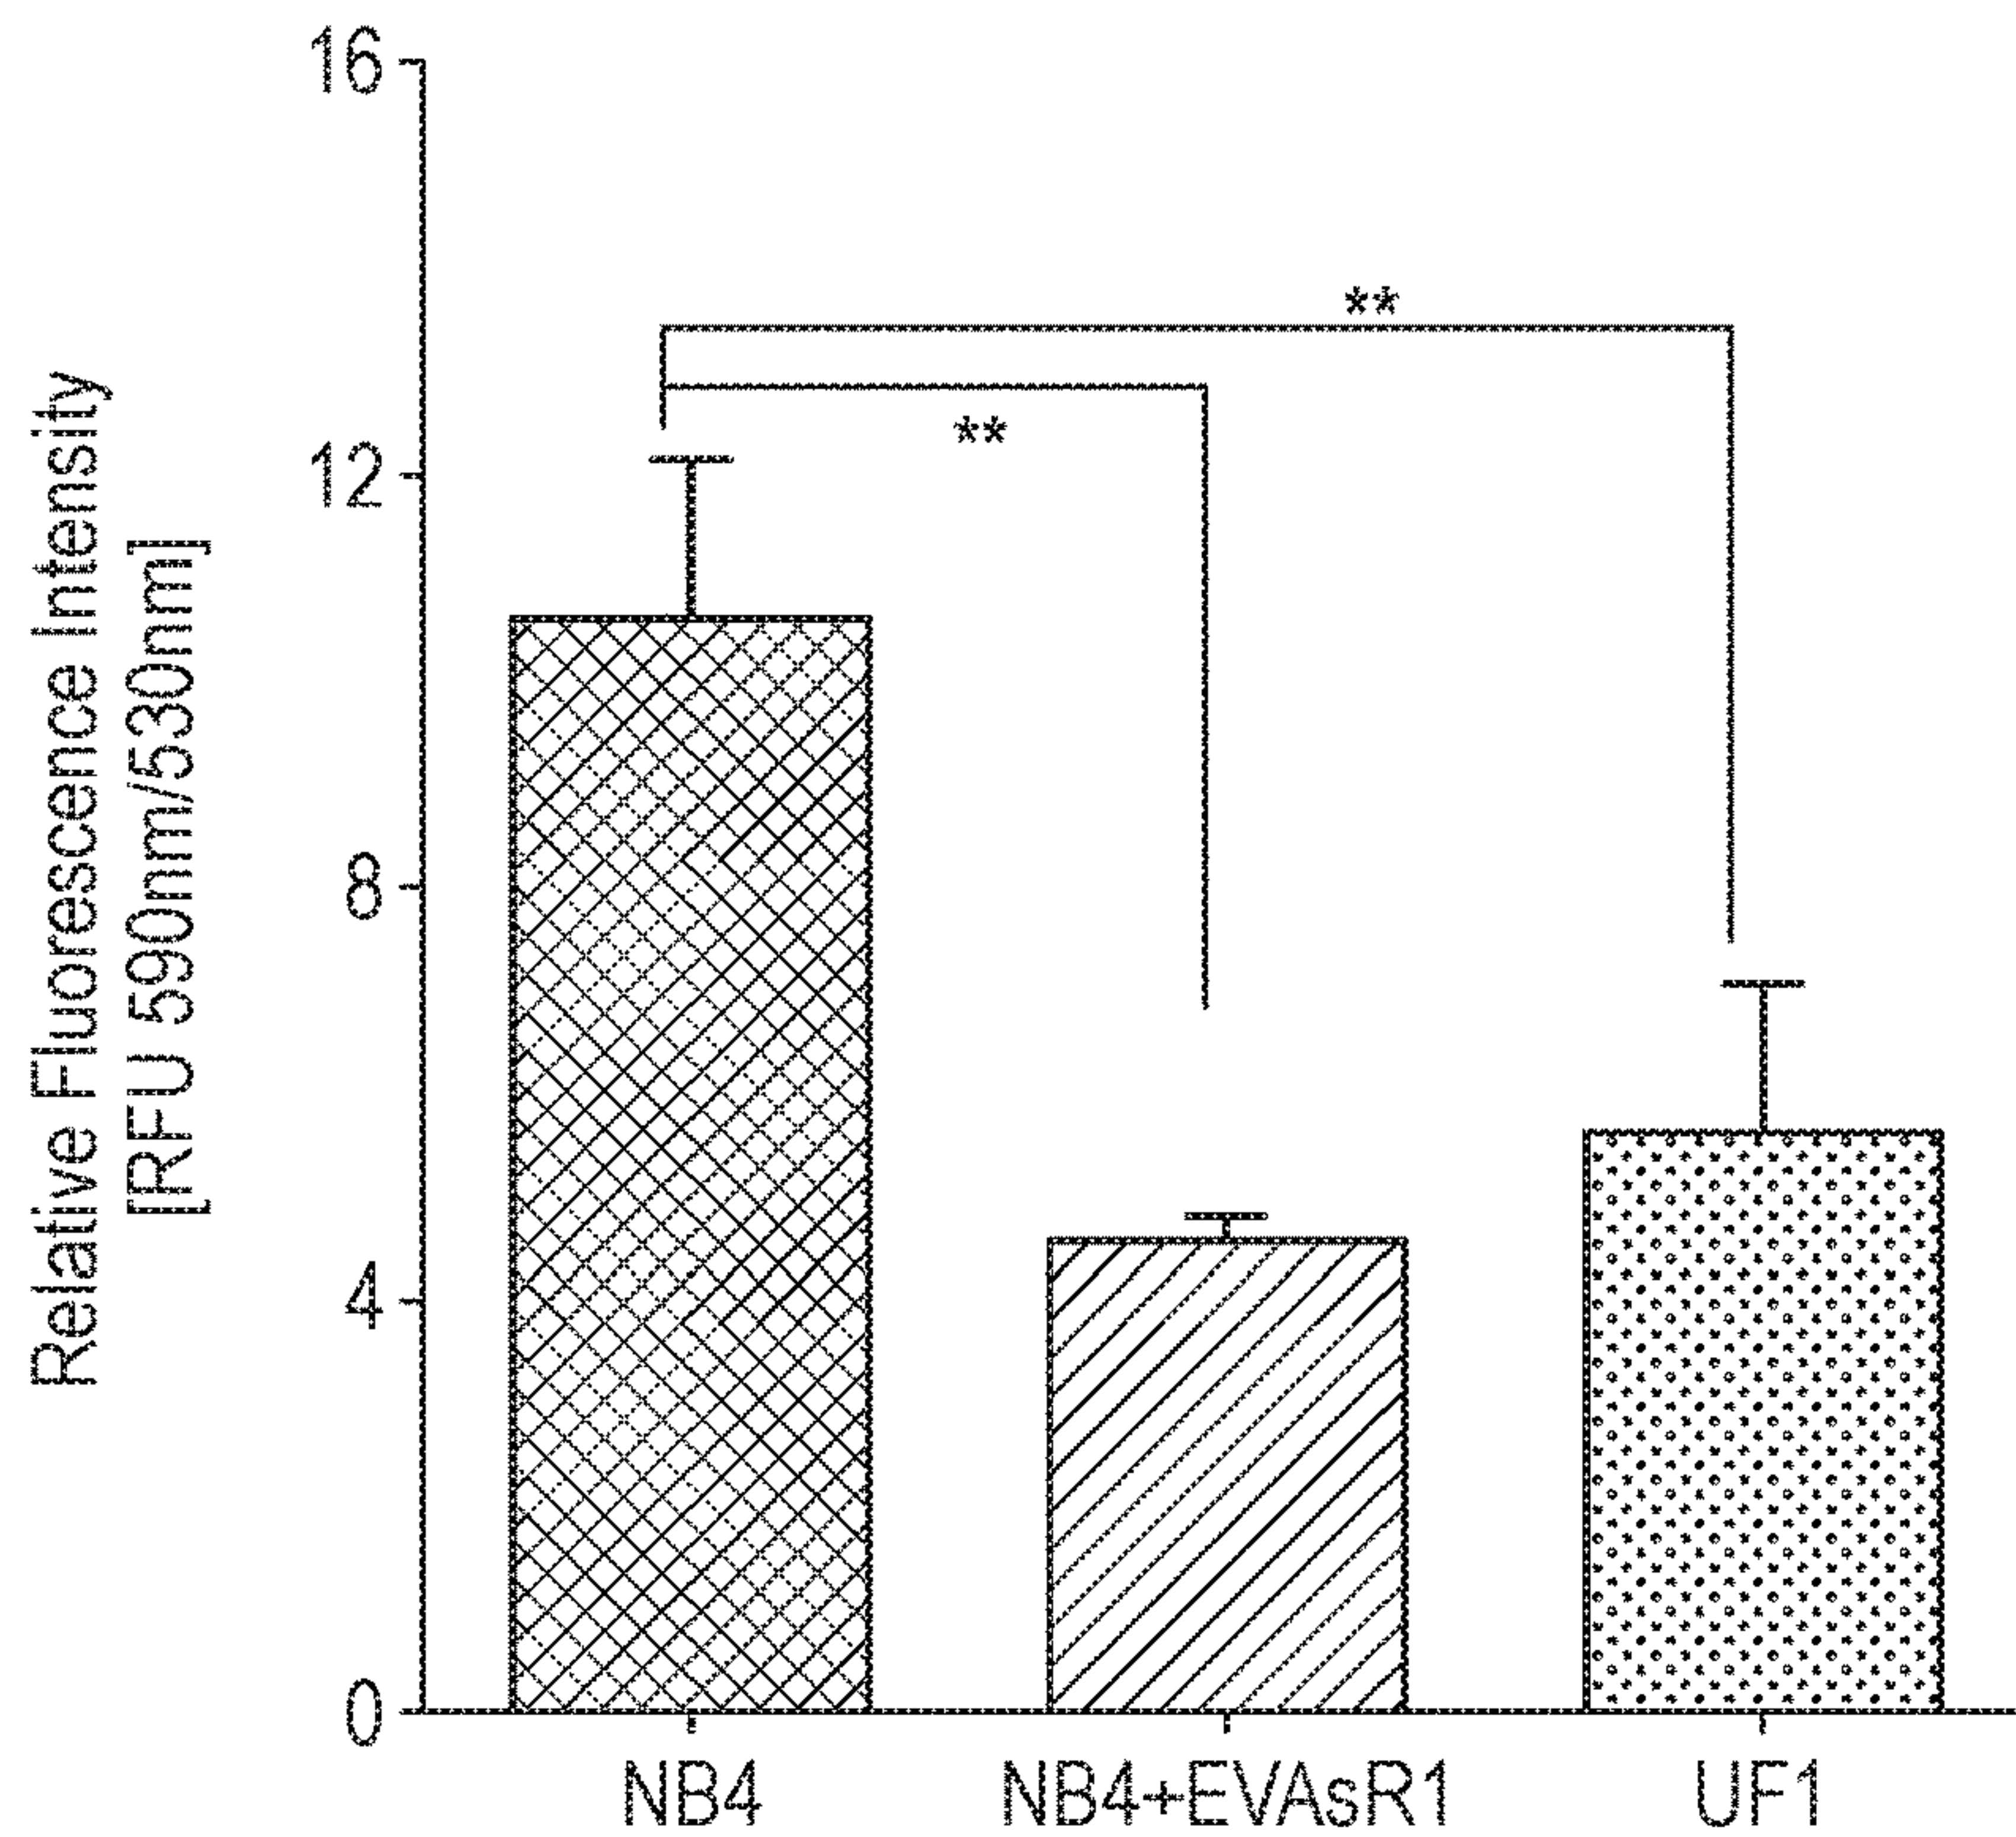 Relative Fluorescence Intensity
[RFU 590nm/530nm]
16
12
8
4
0
**
**
NB4
NB4+EVAsR1
UF1